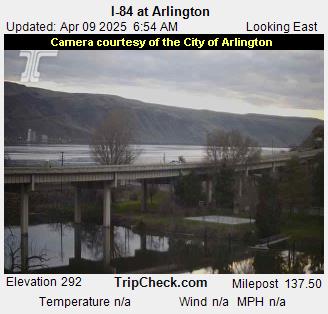 I-84 at Arlington
Updated: Apr 09 2025 6:54 AM Looking East
Camera courtesy of the City of Arlington
Elevation 292 TripCheck.com Milepost 137.50
Temperature n/a Wind n/a MPH n/a